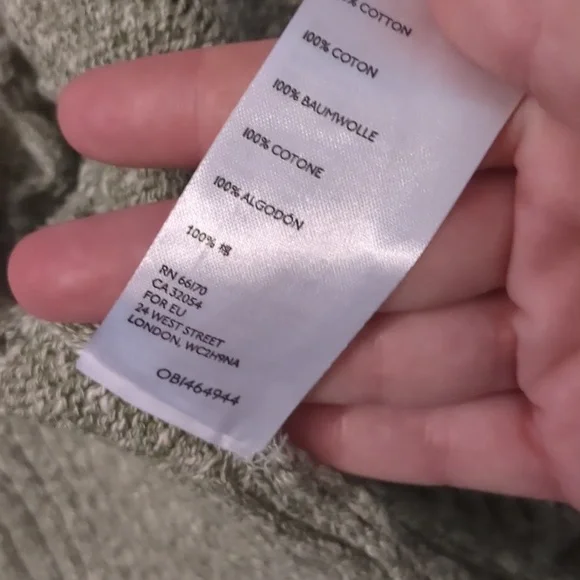 % COTTON
100% COTON
100% BAUMWOLLE
100% COTONE
100% ALGODÓN
100% 棉
RN 66170
CA 32054
FOR EU
24 WEST STREET
LONDON, WC2H9NA
OB1464944